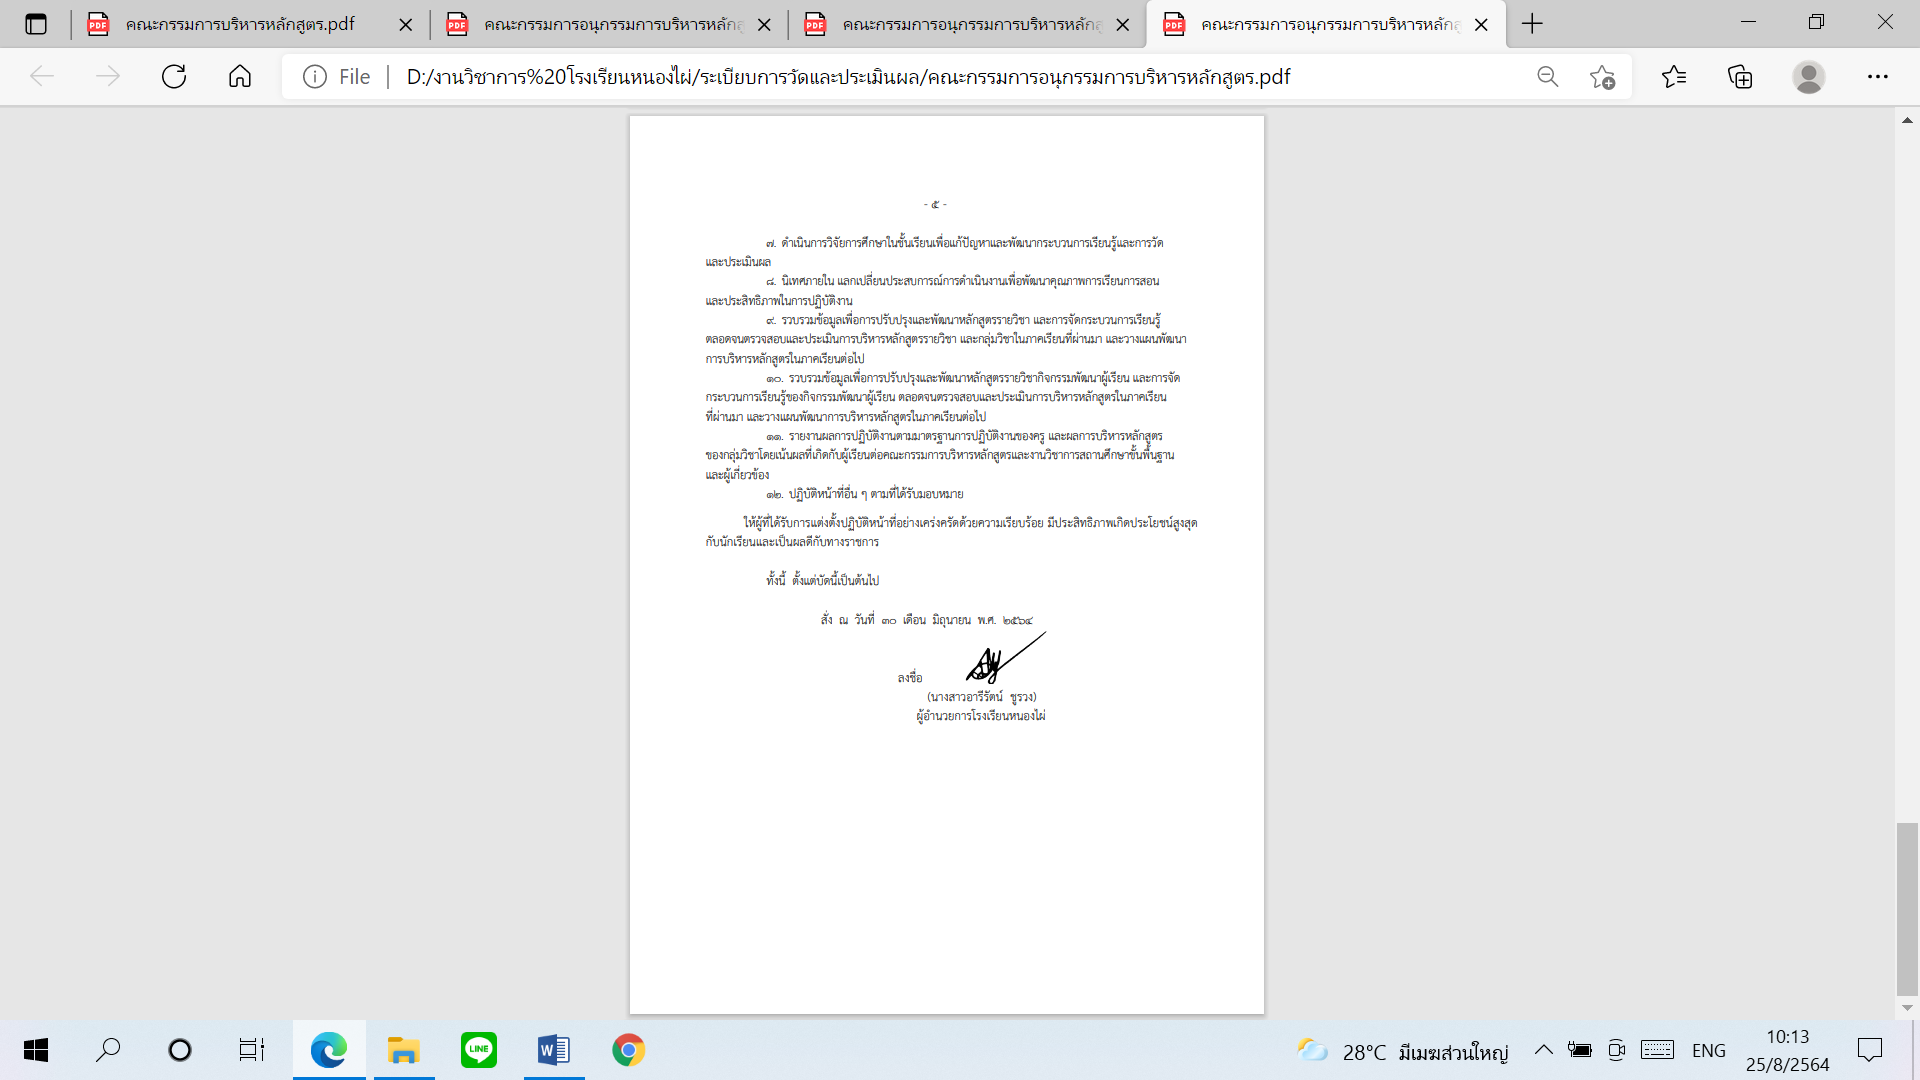 คณะกรรมการบริหารหลักสูตร.pdf
คณะกรรมการอนุกรรมการบริหารหลักสู
คณะกรรมการอนุกรรมการบริหารหลักสู
คณะกรรมการอนุกรรมการบริหารหลักสู
File
D:/งานวิชาการ%20โรงเรียนหนองไผ่/ระเบียบการวัดและประเมินผล/คณะกรรมการอนุกรรมการบริหารหลักสูตร.pdf
- ๕ -
๗. ดำเนินการวิจัยการศึกษาในชั้นเรียนเพื่อแก้ปัญหาและพัฒนากระบวนการเรียนรู้และการวัด
และประเมินผล
๘. นิเทศภายใน แลกเปลี่ยนประสบการณ์การดำเนินงานเพื่อพัฒนาคุณภาพการเรียนการสอน
และประสิทธิภาพในการปฏิบัติงาน
๙. รวบรวมข้อมูลเพื่อการปรับปรุงและพัฒนาหลักสูตรรายวิชา และการจัดกระบวนการเรียนรู้
ตลอดจนตรวจสอบและประเมินการบริหารหลักสูตรรายวิชา และกลุ่มวิชาในภาคเรียนที่ผ่านมา และวางแผนพัฒนา
การบริหารหลักสูตรในภาคเรียนต่อไป
๑๐. รวบรวมข้อมูลเพื่อการปรับปรุงและพัฒนาหลักสูตรรายวิชากิจกรรมพัฒนาผู้เรียน และการจัด
กระบวนการเรียนรู้ของกิจกรรมพัฒนาผู้เรียน ตลอดจนตรวจสอบและประเมินการบริหารหลักสูตรในภาคเรียน
ที่ผ่านมา และวางแผนพัฒนาการบริหารหลักสูตรในภาคเรียนต่อไป
๑๑. รายงานผลการปฏิบัติงานตามมาตรฐานการปฏิบัติงานของครู และผลการบริหารหลักสูตร
ของกลุ่มวิชาโดยเน้นผลที่เกิดกับผู้เรียนต่อคณะกรรมการบริหารหลักสูตรและงานวิชาการสถานศึกษาขั้นพื้นฐาน
และผู้เกี่ยวข้อง
๑๒. ปฏิบัติหน้าที่อื่น ๆ ตามที่ได้รับมอบหมาย
ให้ผู้ที่ได้รับการแต่งตั้งปฏิบัติหน้าที่อย่างเคร่งครัดด้วยความเรียบร้อย มีประสิทธิภาพเกิดประโยชน์สูงสุด
กับนักเรียนและเป็นผลดีกับทางราชการ
ทั้งนี้ ตั้งแต่บัดนี้เป็นต้นไป
สั่ง ณ วันที่ ๓๐ เดือน มิถุนายน พ.ศ. ๒๕๖๔
ลงชื่อ
(นางสาวอารีรัตน์ ชูรวง)
ผู้อำนวยการโรงเรียนหนองไผ่
28°C มีเมฆส่วนใหญ่
ENG
10:13
25/8/2564